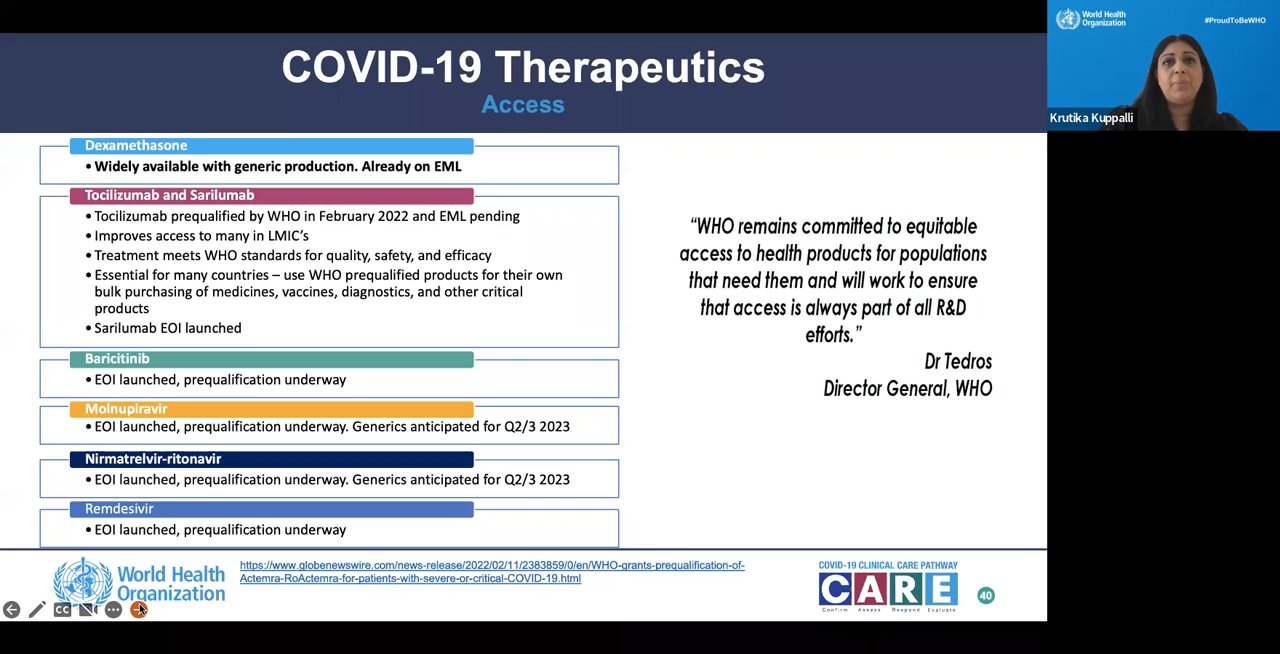 COVID-19 Therapeutics
Access
Dexamethasone
• Widely available with generic production. Already on EML
Tocilizumab and Sarilumab
• Tocilizumab prequalified by WHO in February 2022 and EML pending
• Improves access to many in LMIC's
• Treatment meets WHO standards for quality, safety, and efficacy
• Essential for many countries – use WHO prequalified products for their own
bulk purchasing of medicines, vaccines, diagnostics, and other critical
products
• Sarilumab EOI launched
Baricitinib
• EOI launched, prequalification underway
Molnupiravir
• EOI launched, prequalification underway. Generics anticipated for Q2/3 2023
Nirmatrelvir-ritonavir
• EOI launched, prequalification underway. Generics anticipated for Q2/3 2023
Remdesivir
• EOI launched, prequalification underway
“WHO remains committed to equitable
access to health products for populations
that need them and will work to ensure
that access is always part of all R&D
efforts.”
Dr Tedros
Director General, WHO
World Health
Organization
https://www.globenewswire.com/news-release/2022/02/11/2383859/0/en/WHO-grants-prequalification-of-
Actemra-RoActemra-for-patients-with-severe-or-critical-COVID-19.html
COVID-19 CLINICAL CARE PATHWAY
CARE
Confirm Assess Respond Evaluate
40
CC
World Health
Organization
#ProudToBeWHO
Krutika Kuppalli